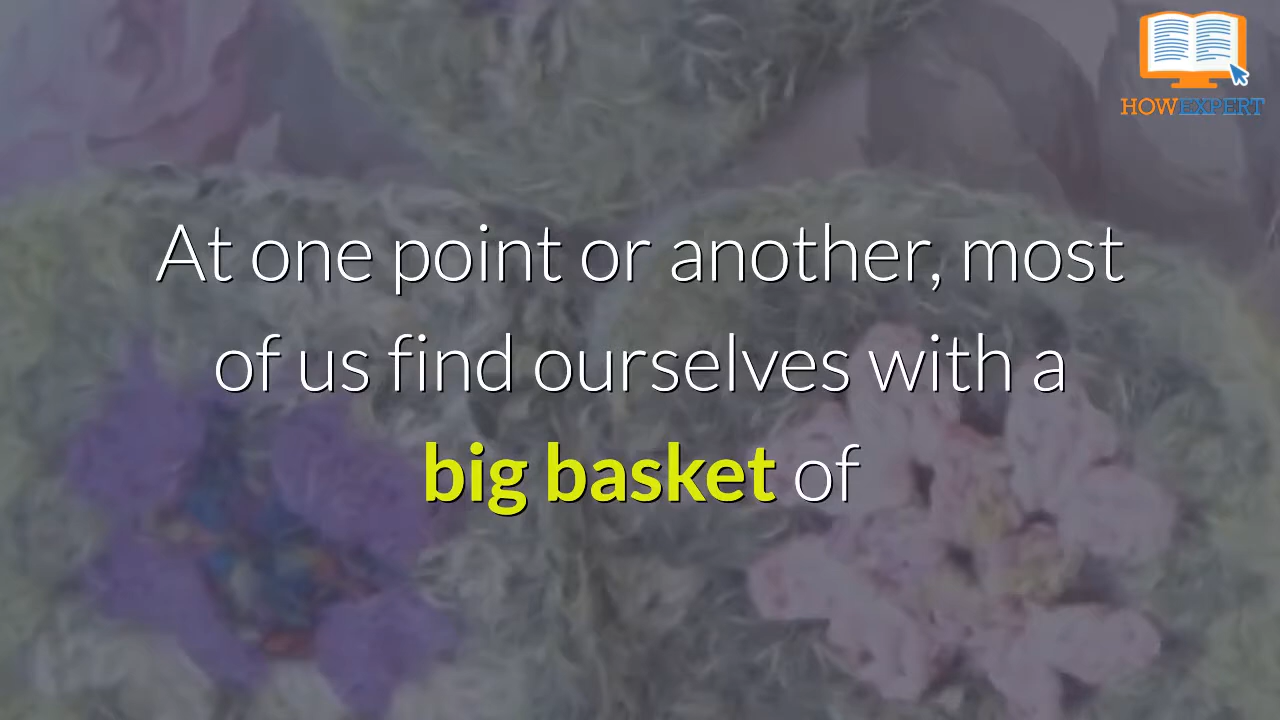 HOWEXPERT
At one point or another, most
of us find ourselves with a
big basket of